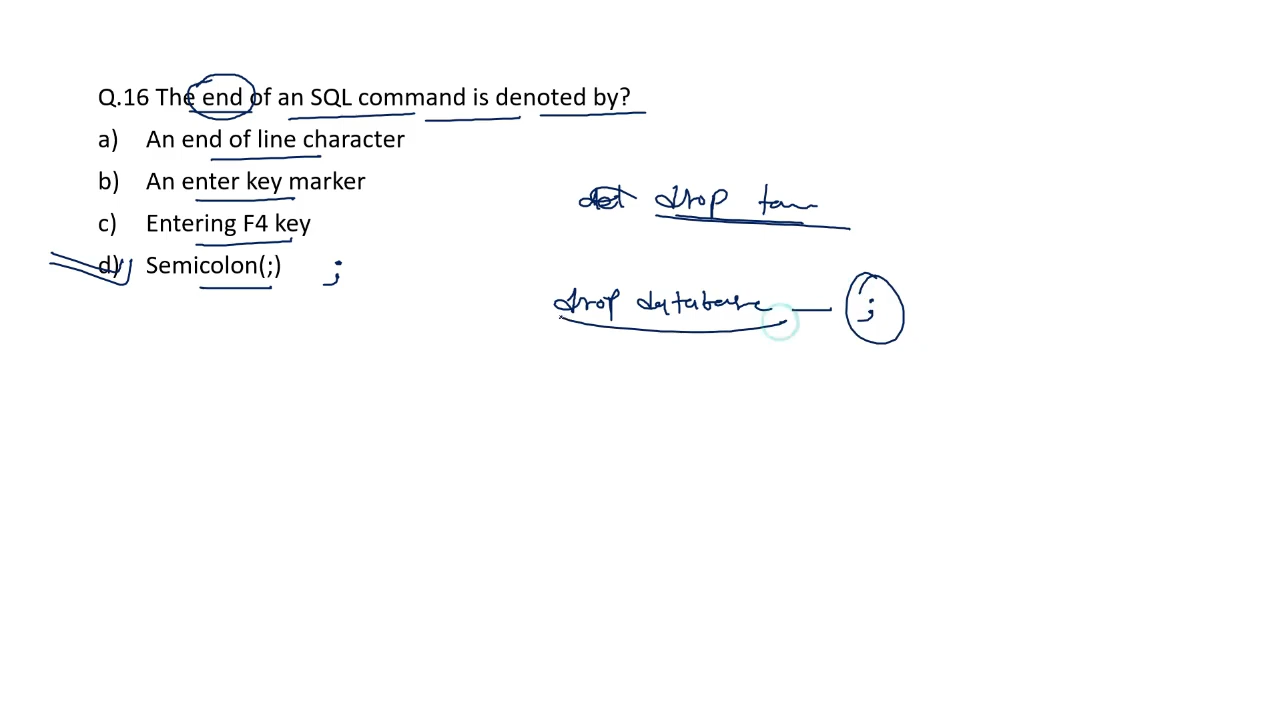 Q.16 The end of an SQL command is denoted by?
a) An end of line character
b) An enter key marker
c) Entering F4 key
d) Semicolon(;) ;
drop
drop database — ;